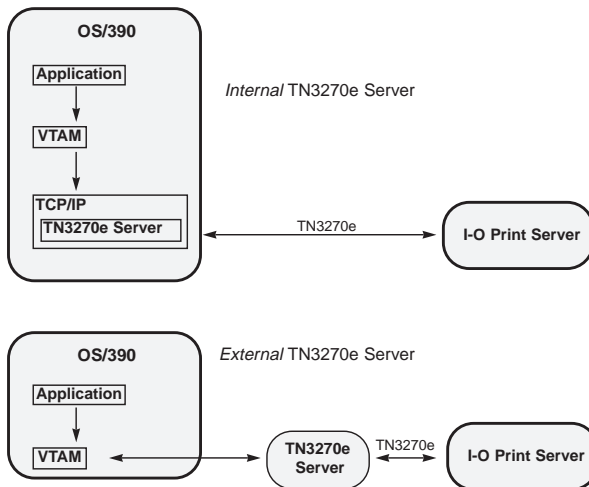 OS/390
Application
Internal TN3270e Server
VTAM
TCP/IP
TN3270e Server
TN3270e
I-O Print Server
OS/390
External TN3270e Server
Application
VTAM
TN3270e
Server
TN3270e
I-O Print Server